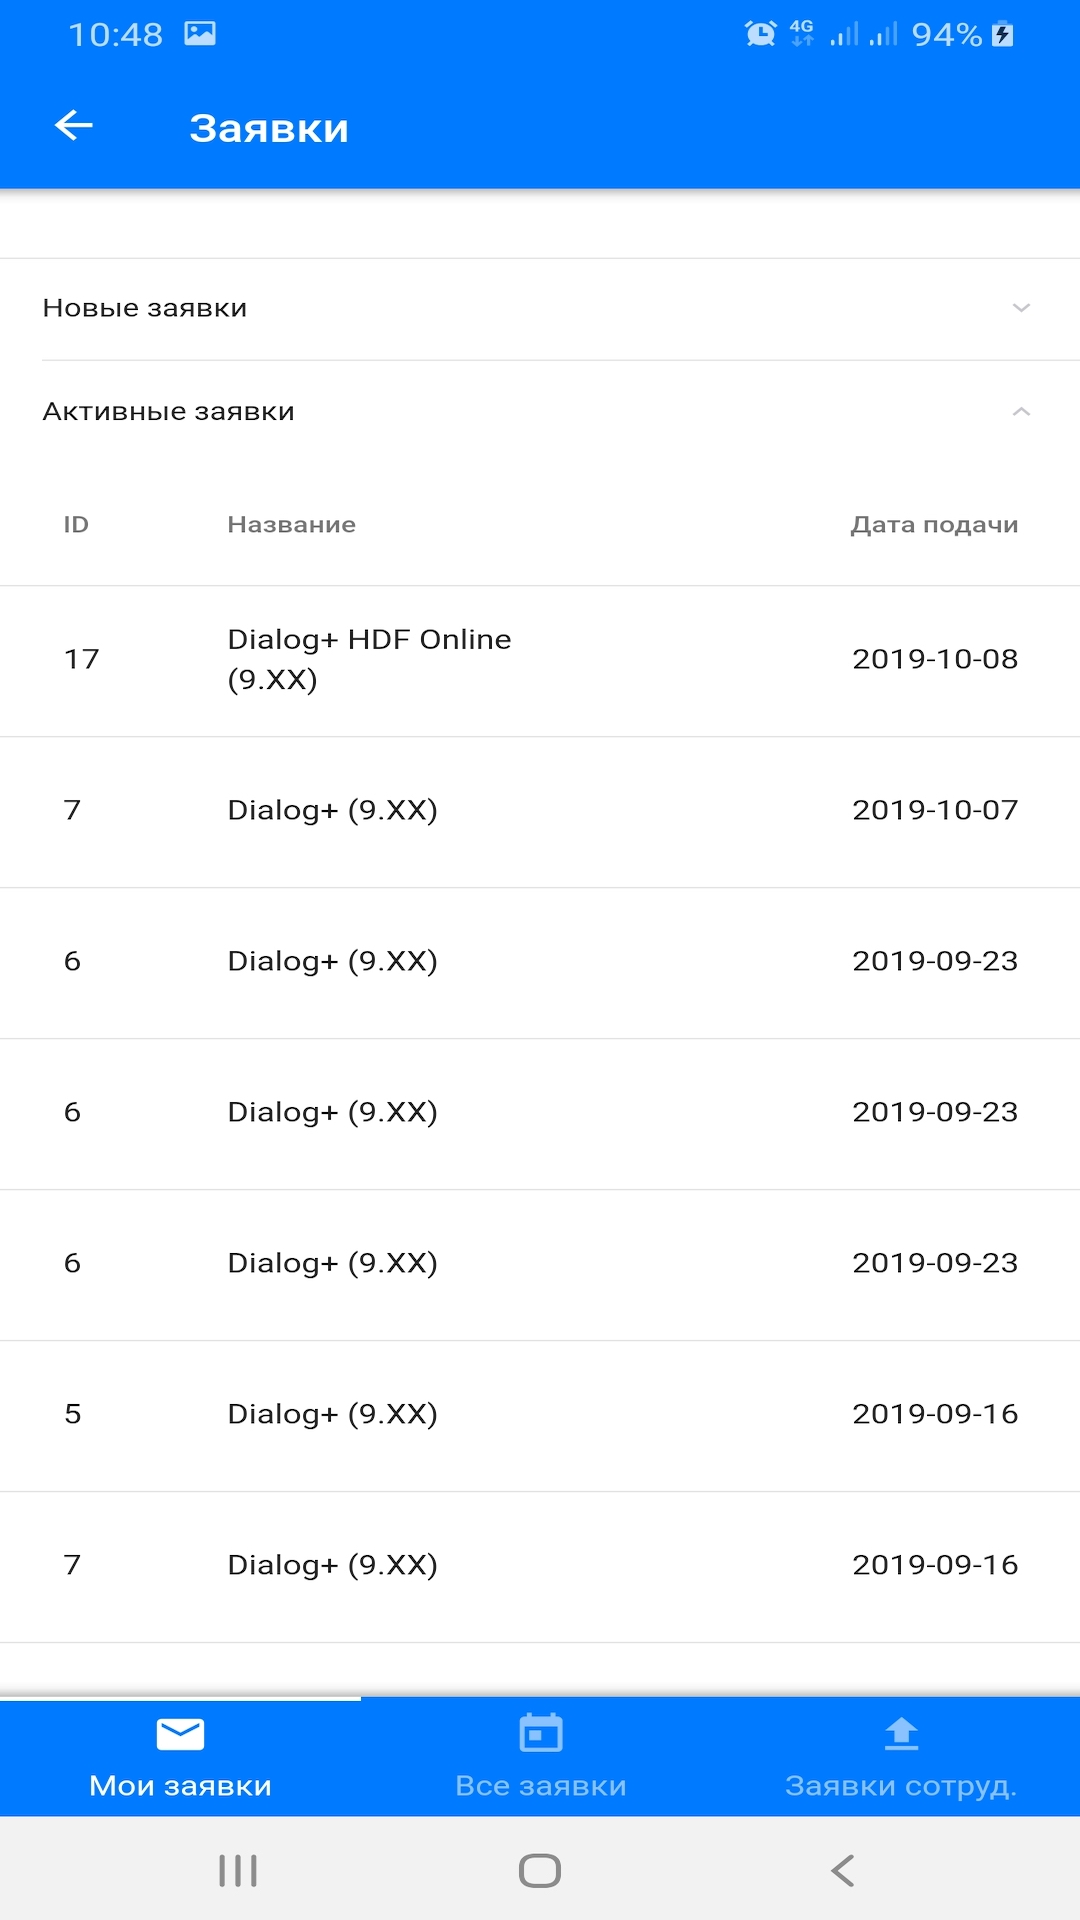 10:48 4G 94%
Заявки
Новые заявки
Активные заявки
ID Название Дата подачи
17 Dialog+ HDF Online (9.XX) 2019-10-08
7 Dialog+ (9.XX) 2019-10-07
6 Dialog+ (9.XX) 2019-09-23
6 Dialog+ (9.XX) 2019-09-23
6 Dialog+ (9.XX) 2019-09-23
5 Dialog+ (9.XX) 2019-09-16
7 Dialog+ (9.XX) 2019-09-16
Мои заявки Все заявки Заявки сотруд.